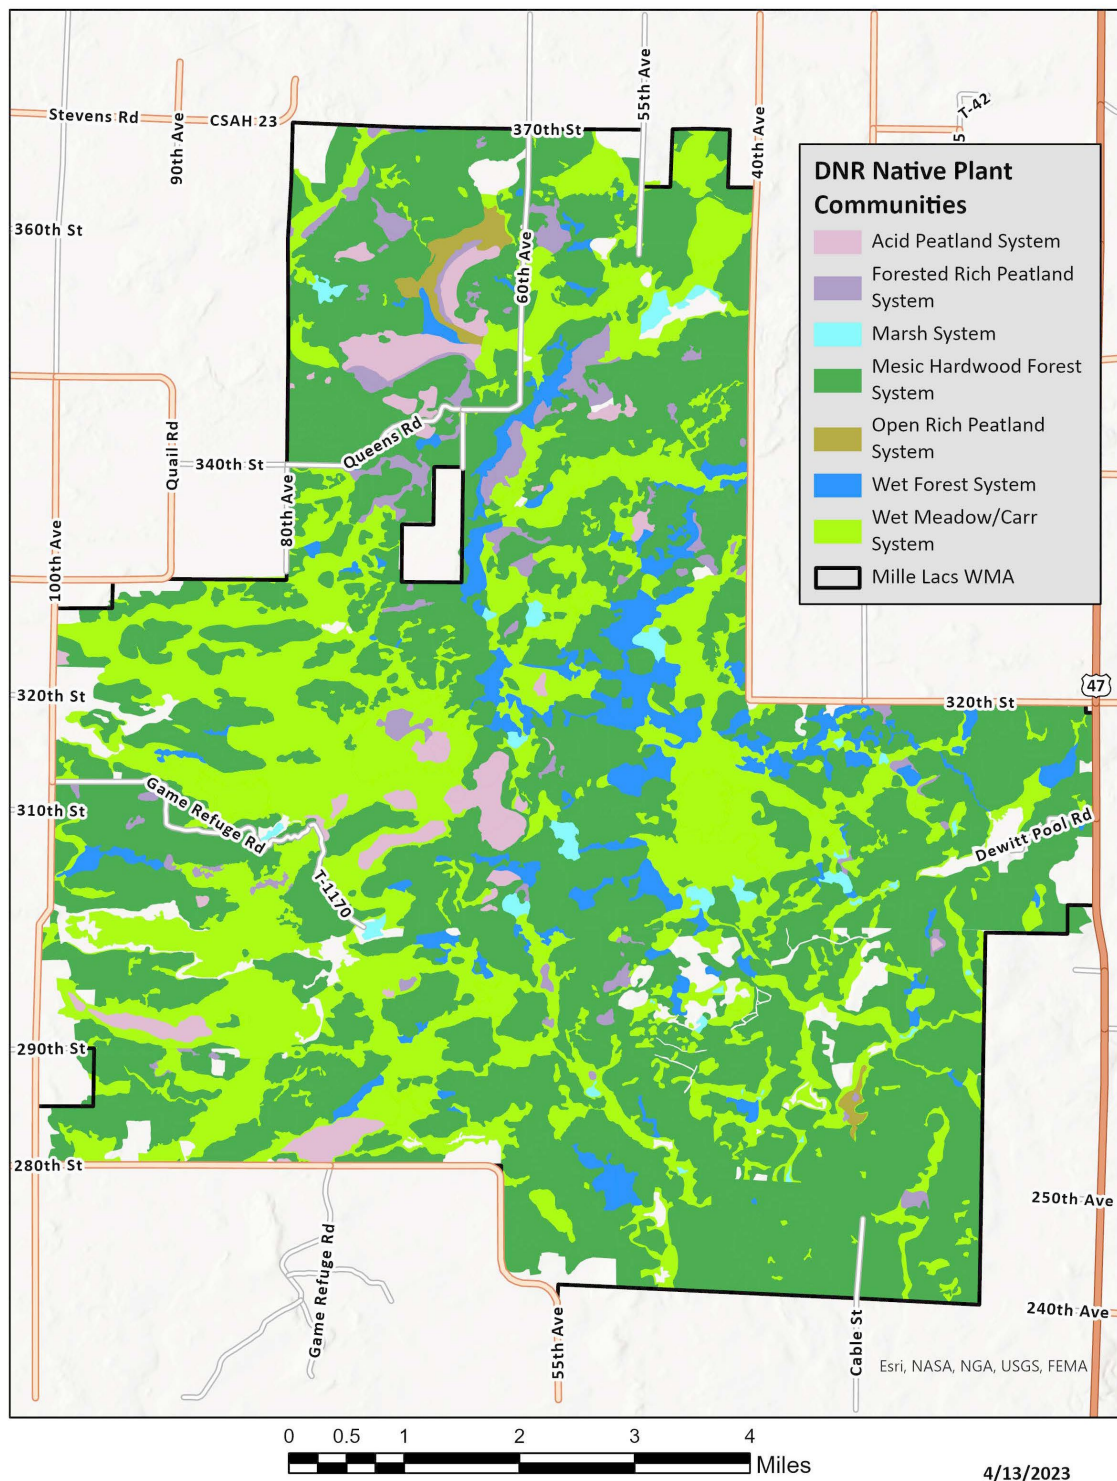 370th St
55th Ave
40th Ave
T-42
5
Stevens Rd
90th Ave
CSAH 23
360th St
60th Ave
DNR Native Plant
Communities
Acid Peatland System
Forested Rich Peatland
System
Marsh System
Mesic Hardwood Forest
System
Open Rich Peatland
System
Wet Forest System
Wet Meadow/Carr
System
Mille Lacs WMA
Quail Rd
340th St
Queens Rd
80th Ave
100th Ave
320th St
47
320th St
310th St
Game Refuge Rd
Dewitt Pool Rd
T-1170
290th St
280th St
250th Ave
Game Refuge Rd
55th Ave
Cable St
240th Ave
Esri, NASA, NGA, USGS, FEMA
0 0.5 1 2 3 4
Miles
4/13/2023